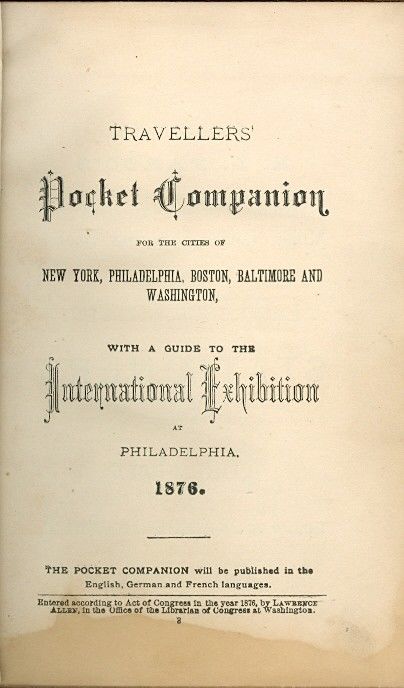 TRAVELLERS'
Pocket Companion
FOR THE CITIES OF
NEW YORK, PHILADELPHIA, BOSTON, BALTIMORE AND
WASHINGTON,
WITH A GUIDE TO THE
International Exhibition
AT
PHILADELPHIA,
1876.
THE POCKET COMPANION will be published in the
English, German and French languages.
Entered according to Act of Congress in the year 1876, by LAWRENCE
ALLEN, in the Office of the Librarian of Congress at Washington.
2